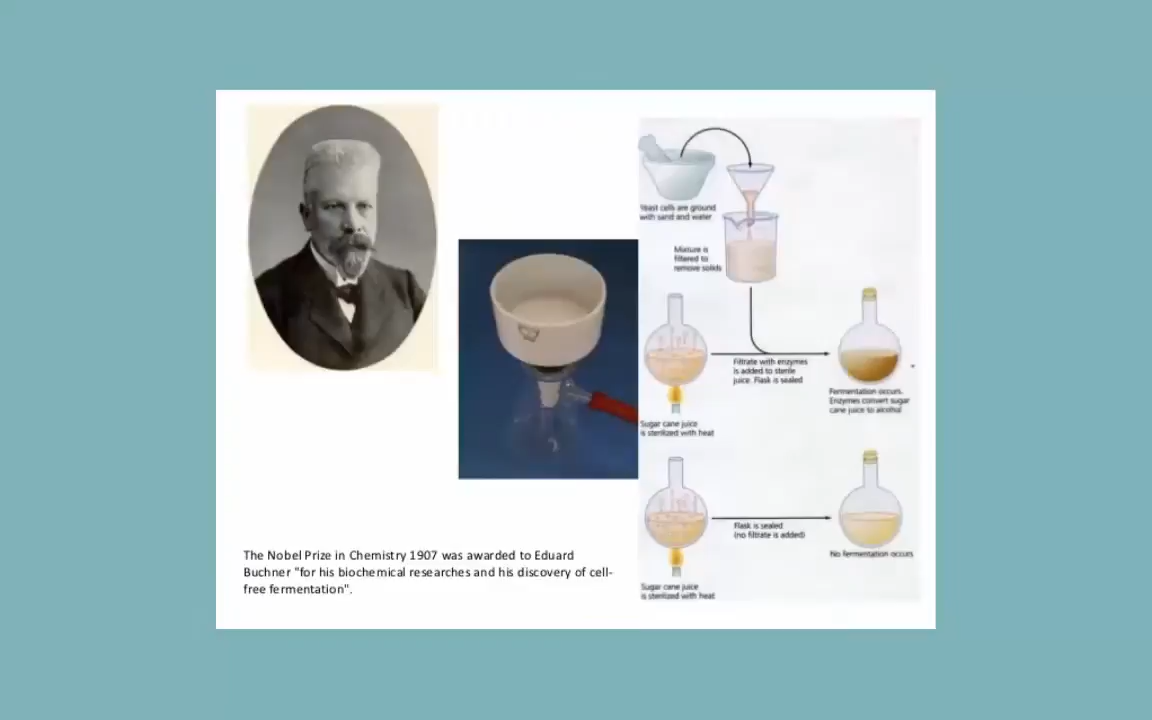 Yeast cells are ground
with sand and water
Mixture is
filtered to
remove solids
Filtrate with enzymes
is added to sterile
juice. Flask is sealed
Fermentation occurs.
Enzymes convert sugar
cane juice to alcohol
Sugar cane juice
is sterilized with heat
Flask is sealed
(no filtrate is added)
No fermentation occurs
Sugar cane juice
is sterilized with heat
The Nobel Prize in Chemistry 1907 was awarded to Eduard
Buchner "for his biochemical researches and his discovery of cell-
free fermentation".